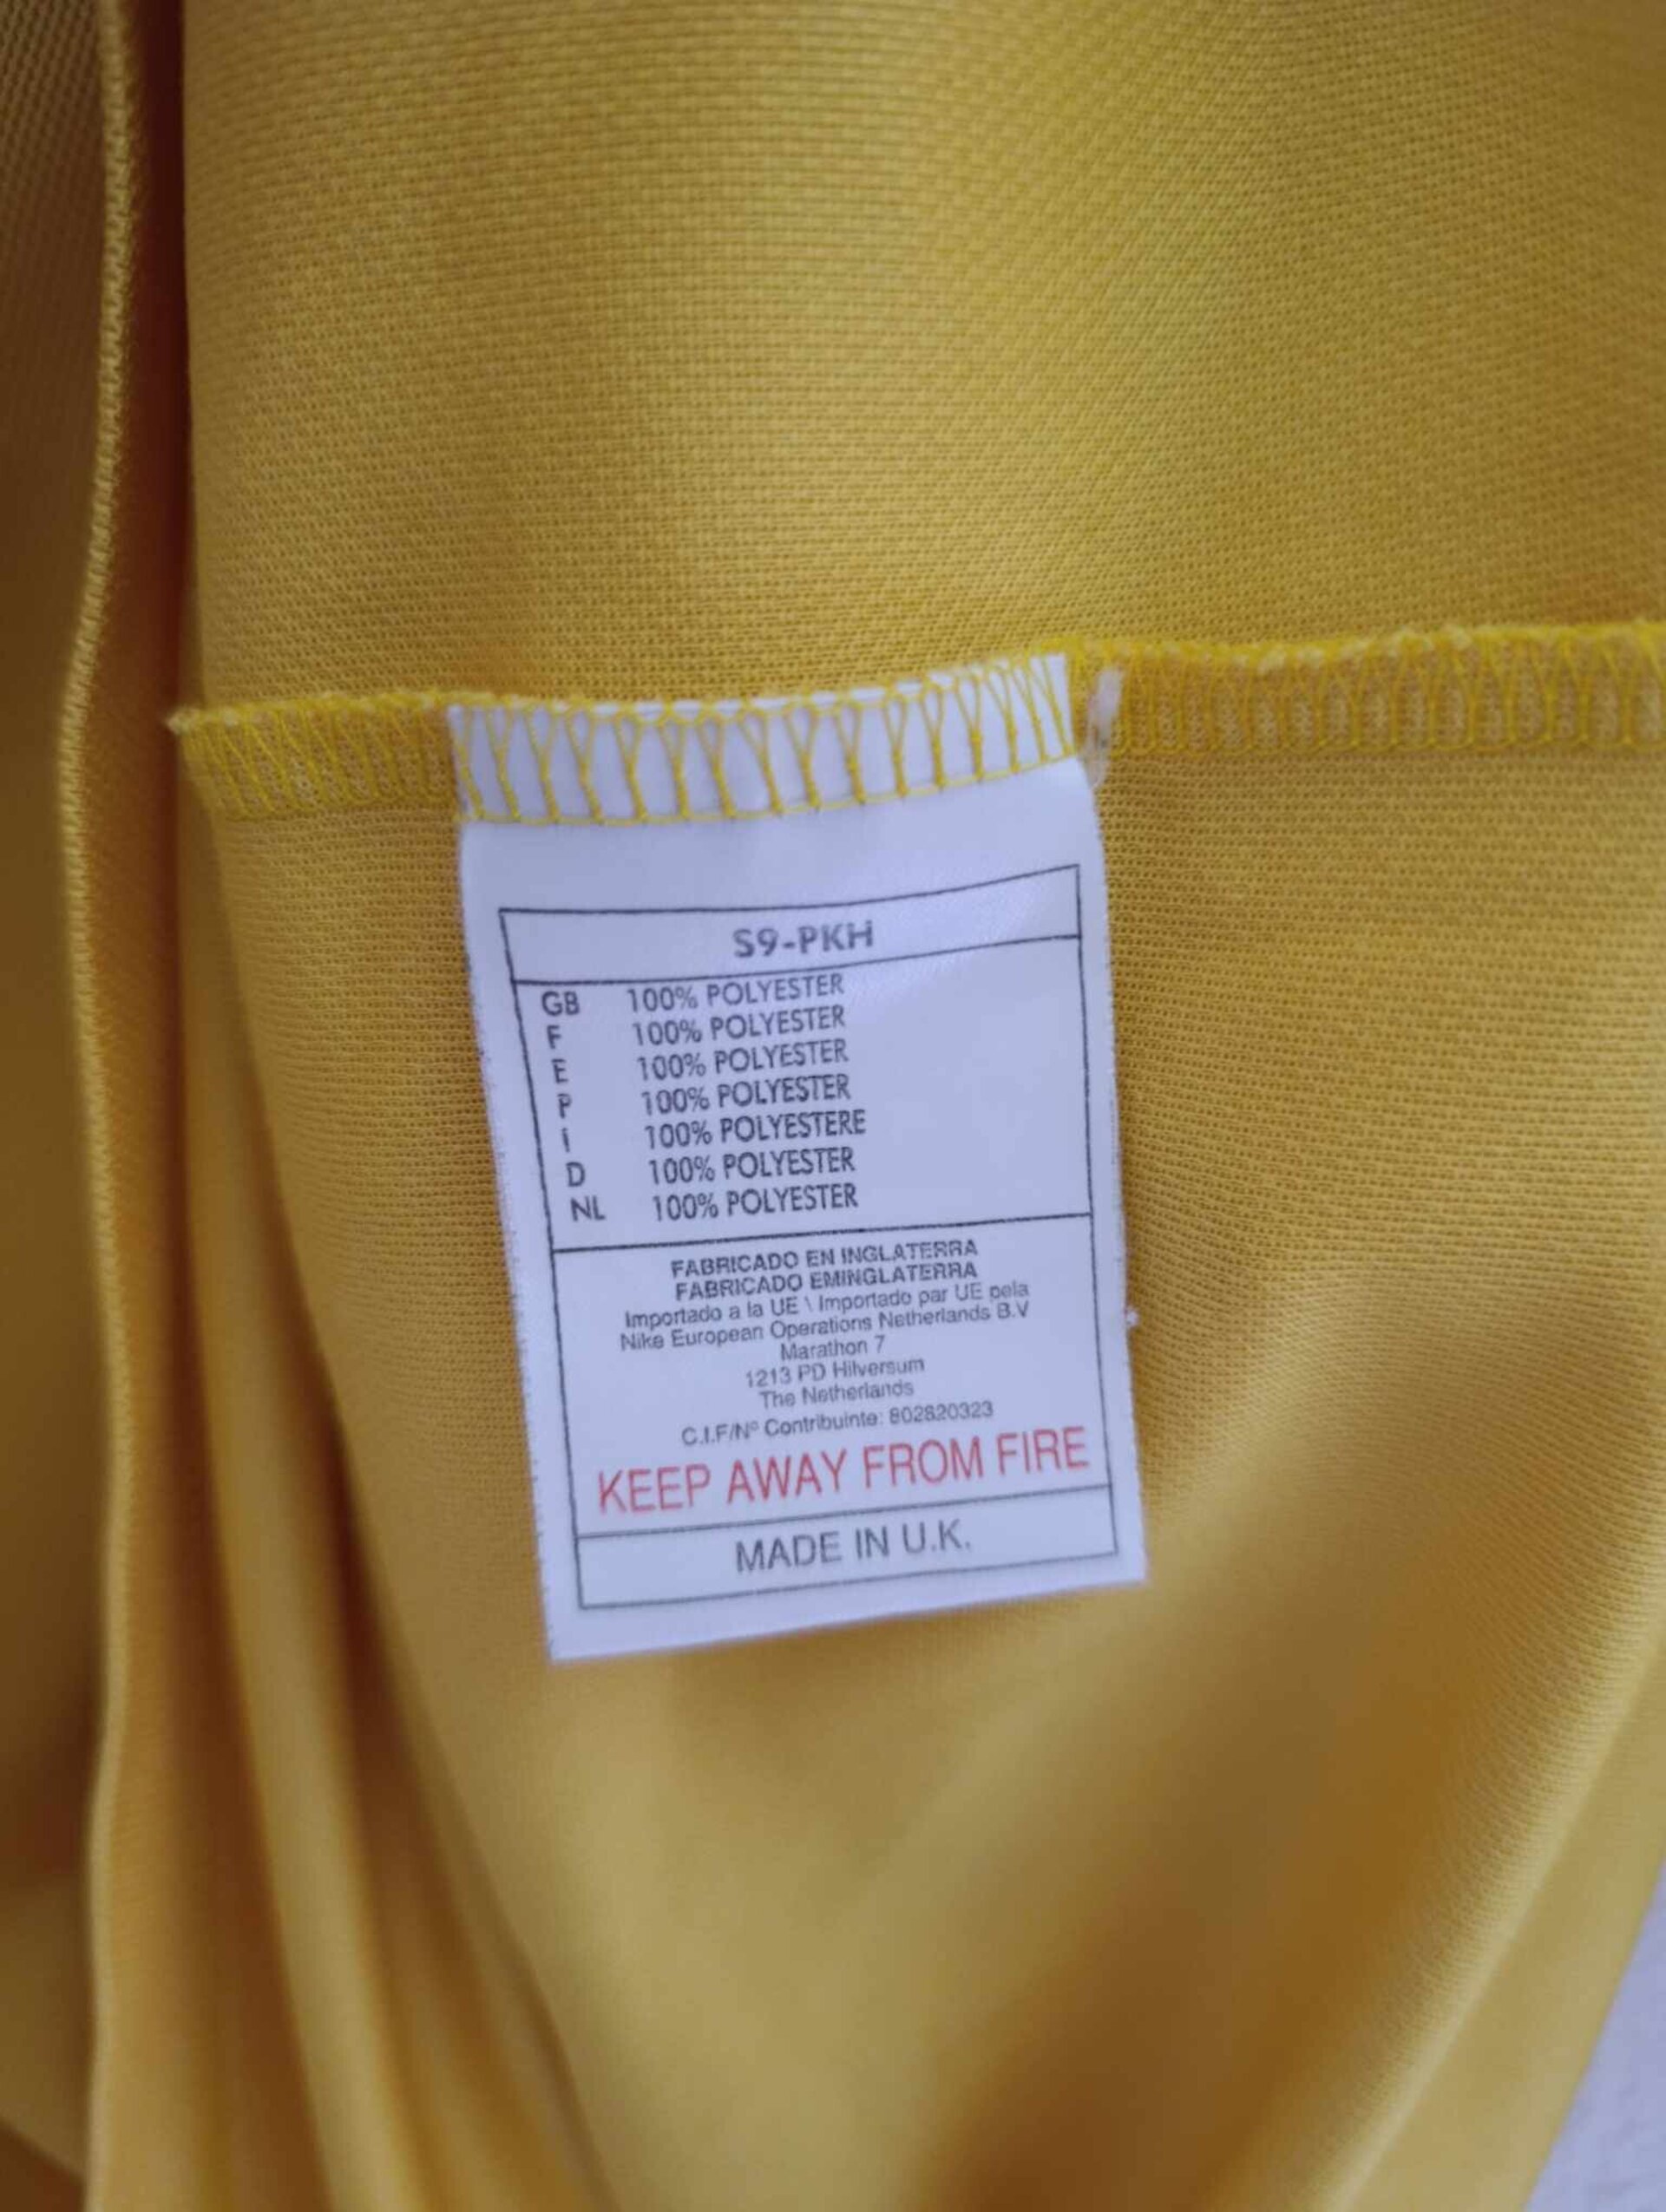 S9-PKH
GB 100% POLYESTER
F 100% POLYESTER
E 100% POLYESTER
P 100% POLYESTER
I 100% POLYESTERE
D 100% POLYESTER
NL 100% POLYESTER
FABRICADO EN INGLATERRA
FABRICADO EMINGLATERRA
Importado a la UE \ Importado par UE pela
Nike European Operations Netherlands B.V
Marathon 7
1213 PD Hilversum
The Netherlands
C.I.F/Nº Contribuinte: 802820323
KEEP AWAY FROM FIRE
MADE IN U.K.